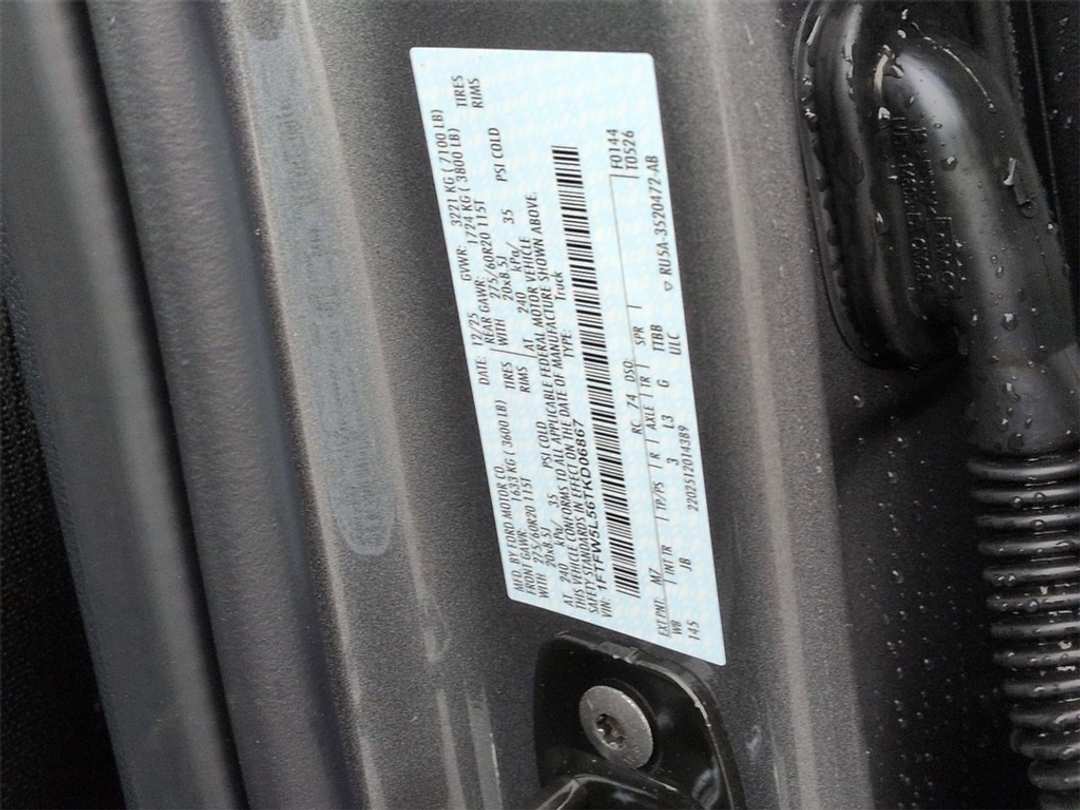 MFD. BY FORD MOTOR CO. DATE: 12/25 GVWR: 3221 KG ( 7100 LB)
FRONT GAWR: 1633 KG ( 3600 LB) REAR GAWR: 1724 KG ( 3800 LB)
WITH 275/60R20 115T TIRES WITH 275/60R20 115T TIRES
20x8.5J RIMS 20x8.5J RIMS
AT 240 kPa/ 35 PSI COLD AT 240 kPa/ 35 PSI COLD
THIS VEHICLE CONFORMS TO ALL APPLICABLE FEDERAL MOTOR VEHICLE
SAFETY STANDARDS IN EFFECT ON THE DATE OF MANUFACTURE SHOWN ABOVE.
VIN: 1FTFW5L56TKD06867 TYPE: Truck
F0144
T0526
EXT PNT: M7 RC: 74 DSO:
WB INT TR TP/PS R AXLE TR SPR
145 JB 3 L3 G TTBB
2202512014389 ULC
▽ RU5A-3520472-AB